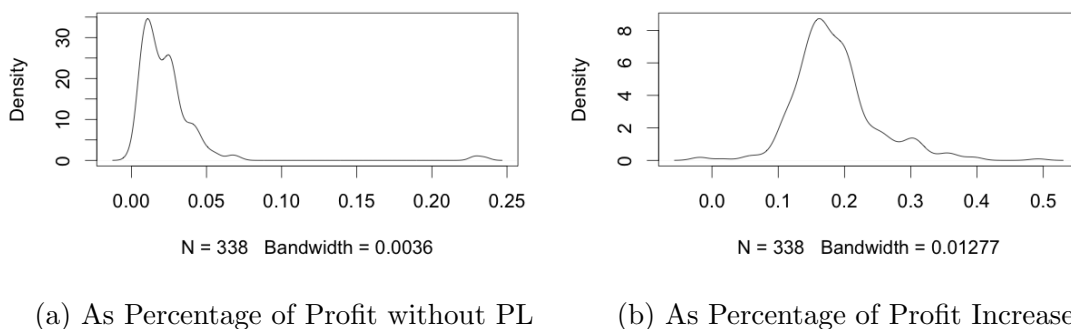 Density
0 10 20 30
0.00 0.05 0.10 0.15 0.20 0.25
N = 338 Bandwidth = 0.0036
(a) As Percentage of Profit without PL
Density
0 2 4 6 8
0.0 0.1 0.2 0.3 0.4 0.5
N = 338 Bandwidth = 0.01277
(b) As Percentage of Profit Increase